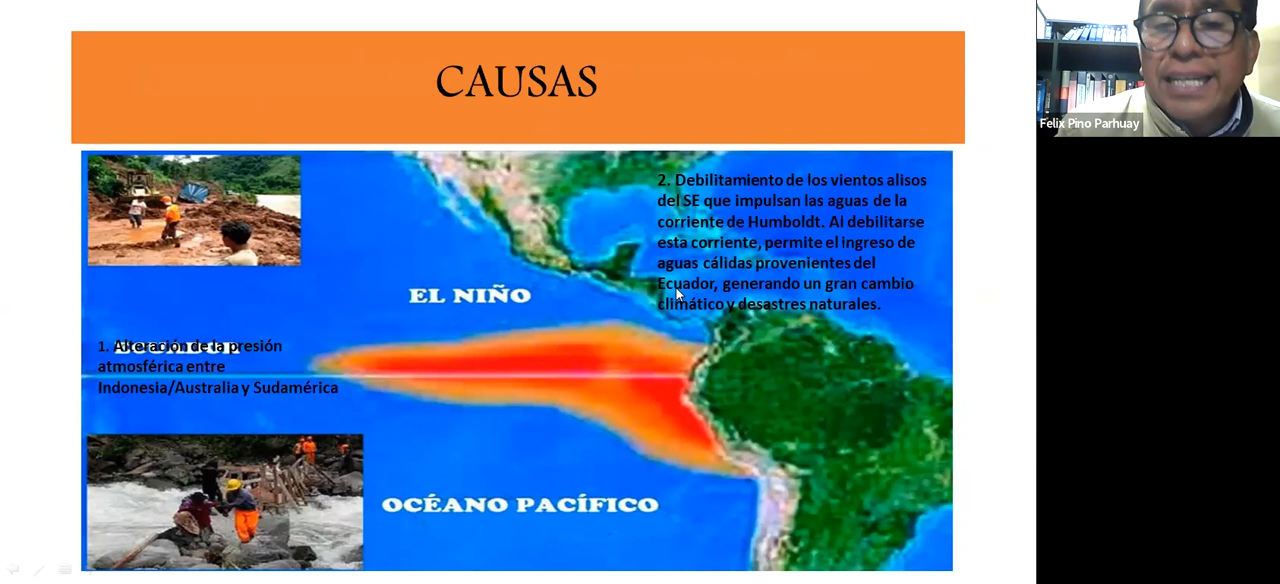 CAUSAS
Felix Pino Parhuay
2. Debilitamiento de los vientos alisos
del SE que impulsan las aguas de la
corriente de Humboldt. Al debilitarse
esta corriente, permite el ingreso de
aguas cálidas provenientes del
Ecuador, generando un gran cambio
climático y desastres naturales.
EL NIÑO
1. Alteración de la presión
atmosférica entre
Indonesia/Australia y Sudamérica
OCÉANO PACÍFICO